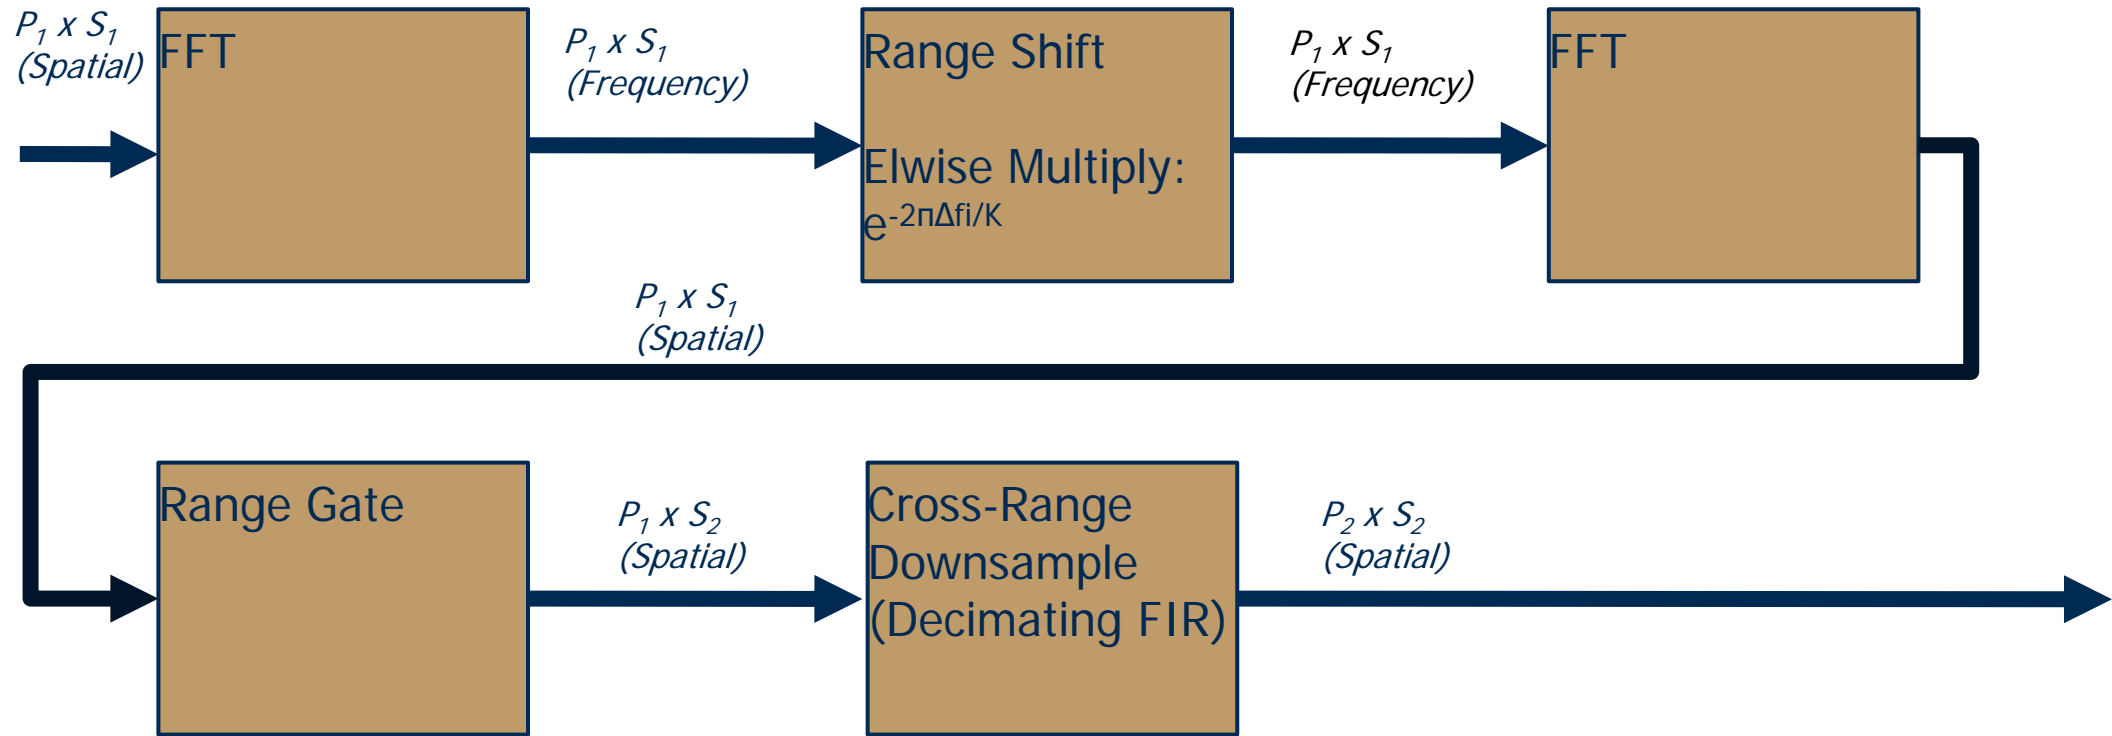 P₁ x S₁
(Spatial)
FFT
P₁ x S₁
(Frequency)
Range Shift
Elwise Multiply:
e⁻²ᴨΔfi/K
P₁ x S₁
(Frequency)
FFT
P₁ x S₁
(Spatial)
Range Gate
P₁ x S₂
(Spatial)
Cross-Range
Downsample
(Decimating FIR)
P₂ x S₂
(Spatial)